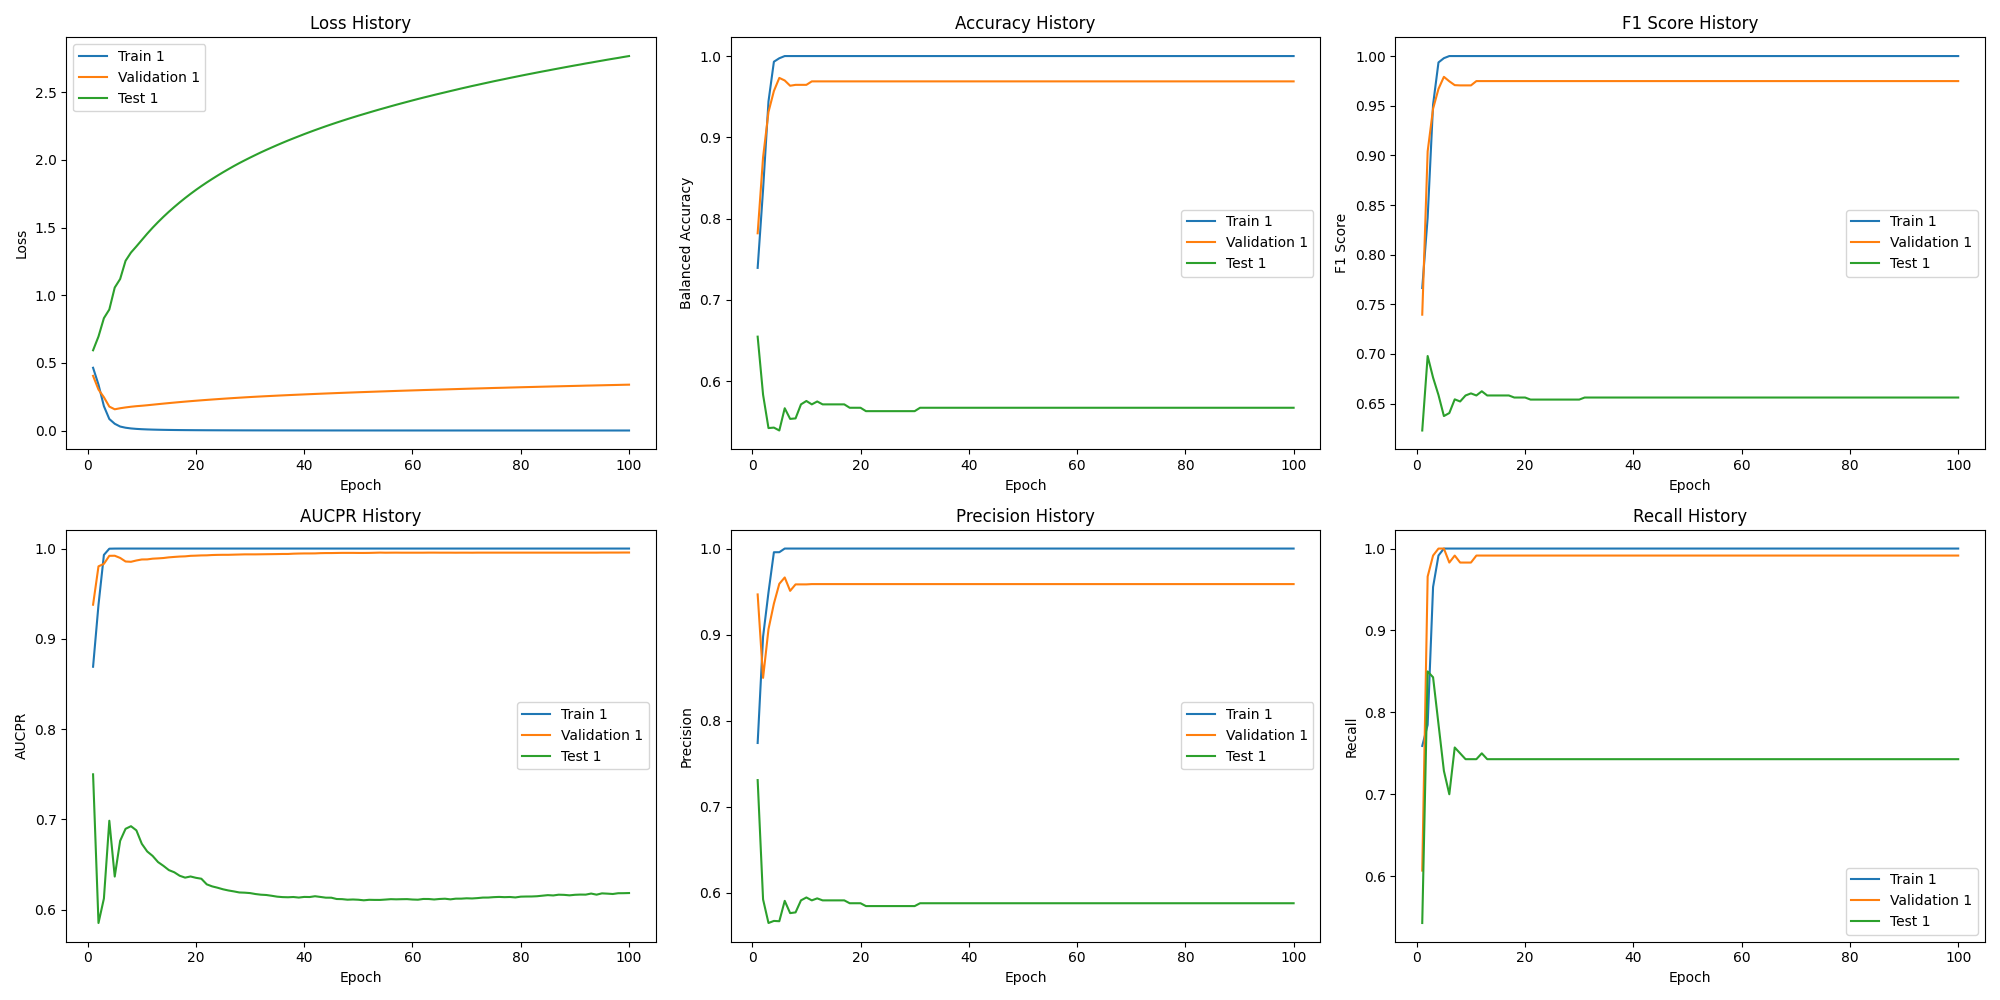 Loss History
Loss
2.5
2.0
1.5
1.0
0.5
0.0
Train 1
Validation 1
Test 1
0 20 40 60 80 100
Epoch
Accuracy History
Balanced Accuracy
1.0
0.9
0.8
0.7
0.6
Train 1
Validation 1
Test 1
0 20 40 60 80 100
Epoch
F1 Score History
F1 Score
1.00
0.95
0.90
0.85
0.80
0.75
0.70
0.65
Train 1
Validation 1
Test 1
0 20 40 60 80 100
Epoch
AUCPR History
AUCPR
1.0
0.9
0.8
0.7
0.6
Train 1
Validation 1
Test 1
0 20 40 60 80 100
Epoch
Precision History
Precision
1.0
0.9
0.8
0.7
0.6
Train 1
Validation 1
Test 1
0 20 40 60 80 100
Epoch
Recall History
Recall
1.0
0.9
0.8
0.7
0.6
Train 1
Validation 1
Test 1
0 20 40 60 80 100
Epoch